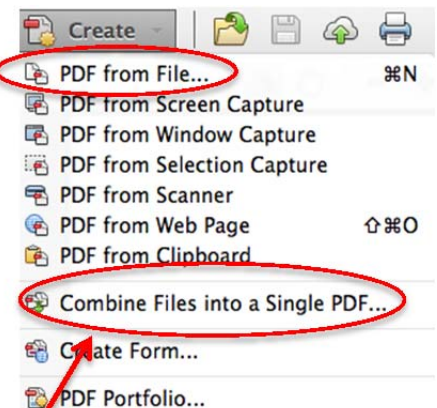 Create
PDF from File... ⌘N
PDF from Screen Capture
PDF from Window Capture
PDF from Selection Capture
PDF from Scanner
PDF from Web Page ⇧⌘O
PDF from Clipboard
Combine Files into a Single PDF...
Create Form...
PDF Portfolio...